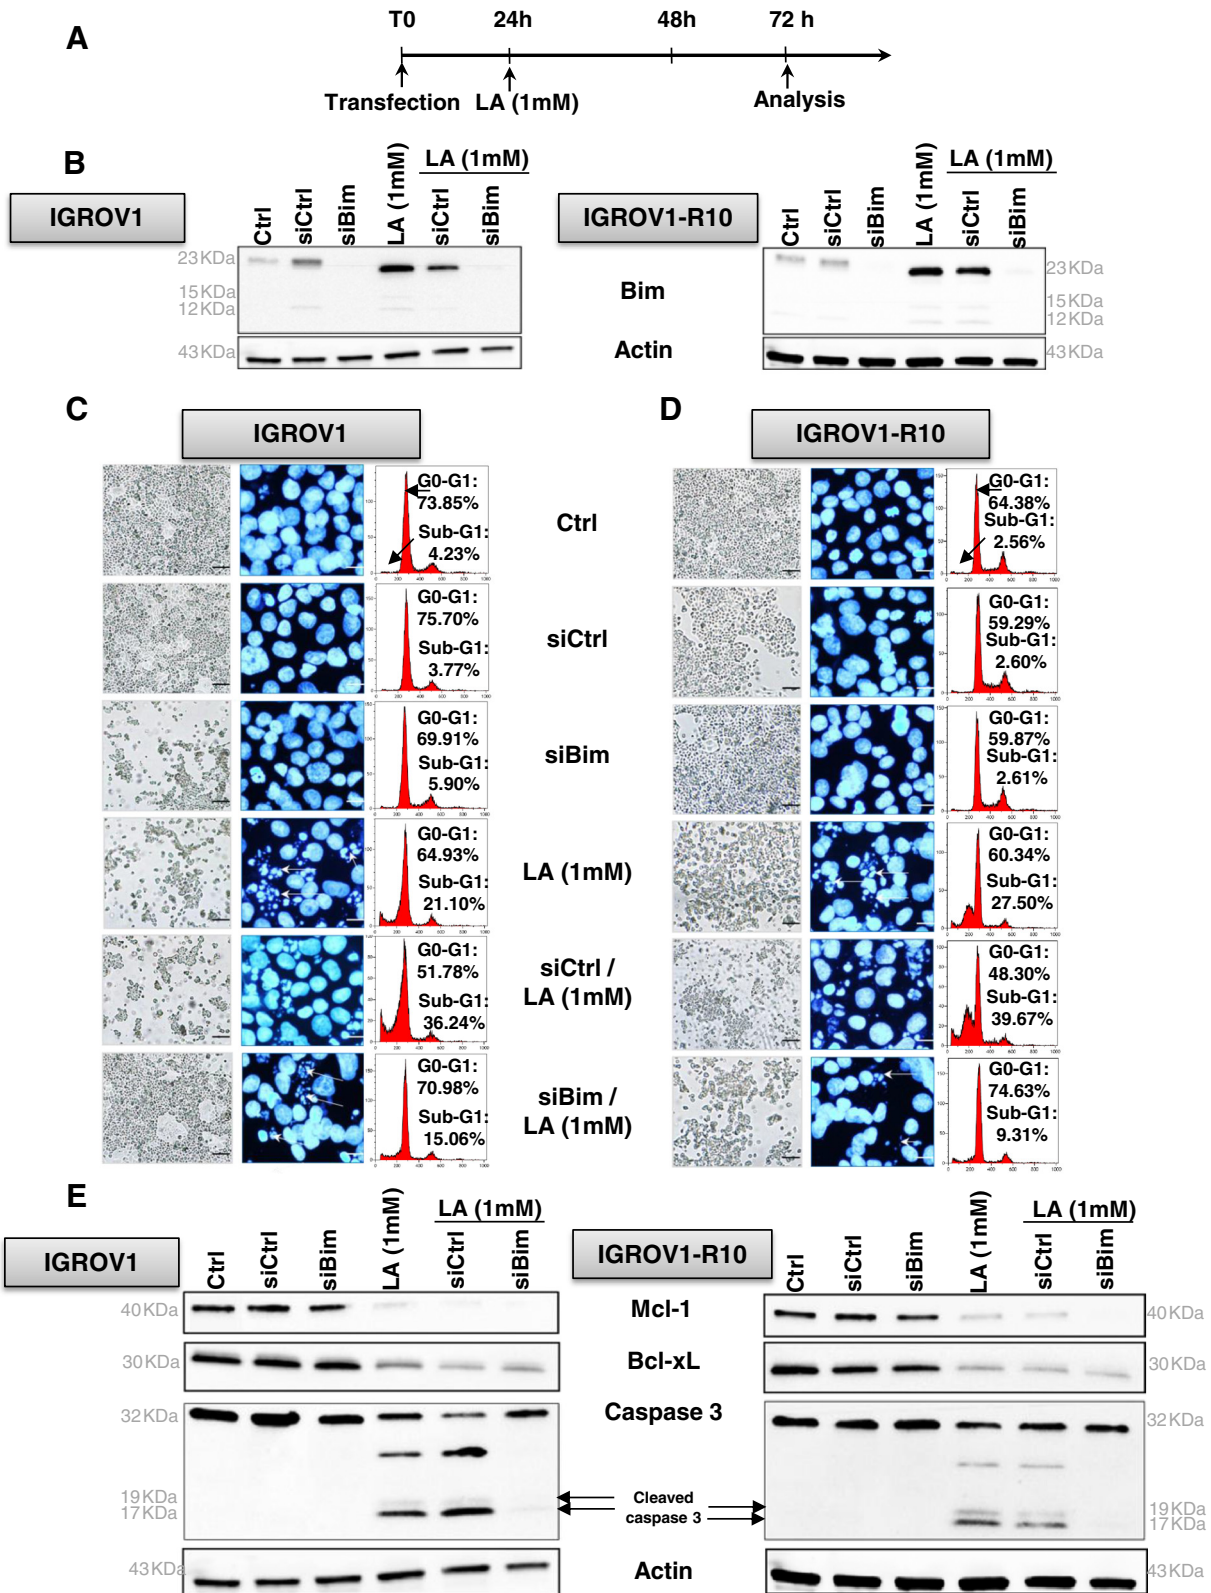 A
T0 24h 48h 72 h
Transfection LA (1mM) Analysis
B
IGROV1
Ctrl siCtrl siBim LA (1mM) siCtrl siBim
LA (1mM)
23KDa
15KDa
12KDa
43KDa
Bim
Actin
IGROV1-R10
Ctrl siCtrl siBim LA (1mM) siCtrl siBim
LA (1mM)
23KDa
15KDa
12KDa
43KDa
C
IGROV1
G0-G1:
73.85%
Sub-G1:
4.23%
G0-G1:
75.70%
Sub-G1:
3.77%
G0-G1:
69.91%
Sub-G1:
5.90%
G0-G1:
64.93%
Sub-G1:
21.10%
G0-G1:
51.78%
Sub-G1:
36.24%
G0-G1:
70.98%
Sub-G1:
15.06%
Ctrl
siCtrl
siBim
LA (1mM)
siCtrl /
LA (1mM)
siBim /
LA (1mM)
D
IGROV1-R10
G0-G1:
64.38%
Sub-G1:
2.56%
G0-G1:
59.29%
Sub-G1:
2.60%
G0-G1:
59.87%
Sub-G1:
2.61%
G0-G1:
60.34%
Sub-G1:
27.50%
G0-G1:
48.30%
Sub-G1:
39.67%
G0-G1:
74.63%
Sub-G1:
9.31%
E
IGROV1
Ctrl siCtrl siBim LA (1mM) siCtrl siBim
LA (1mM)
40KDa
30KDa
32KDa
19KDa
17KDa
43KDa
Mcl-1
Bcl-xL
Caspase 3
Cleaved
caspase 3
Actin
IGROV1-R10
Ctrl siCtrl siBim LA (1mM) siCtrl siBim
LA (1mM)
40KDa
30KDa
32KDa
19KDa
17KDa
43KDa